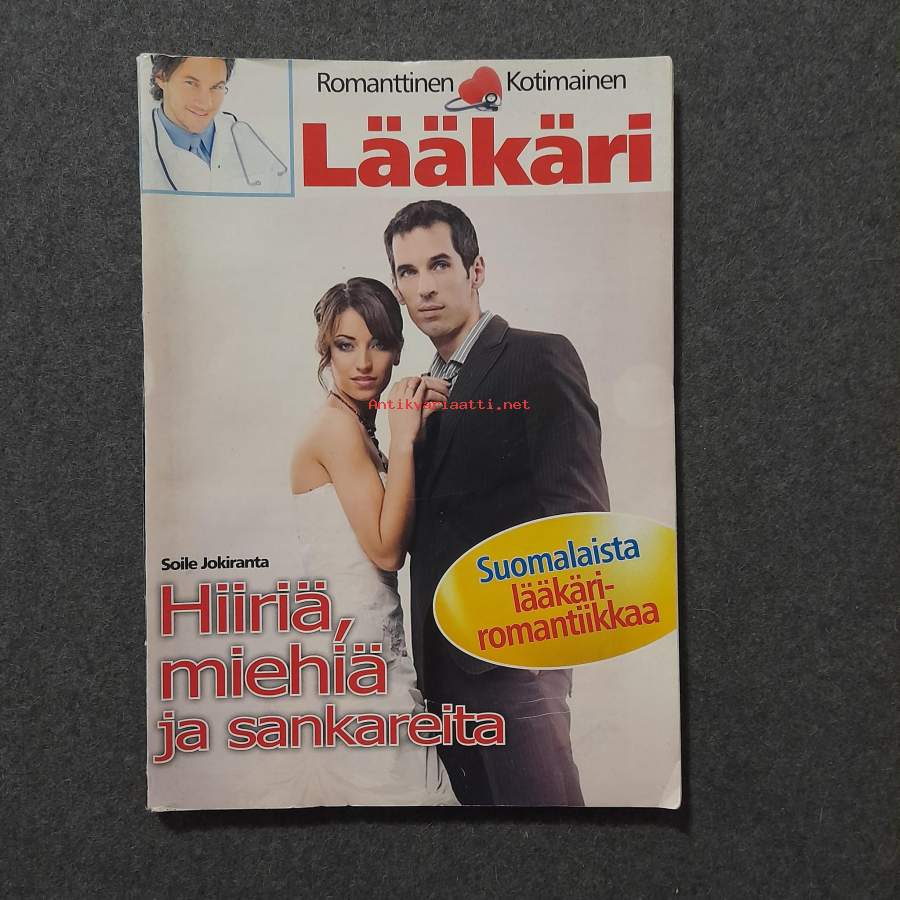 Romanttinen Kotimainen
Lääkäri
Antikvariaatti.net
Soile Jokiranta
Hiiriä,
miehiä
ja sankareita
Suomalaista
lääkäri-
romantiikkaa